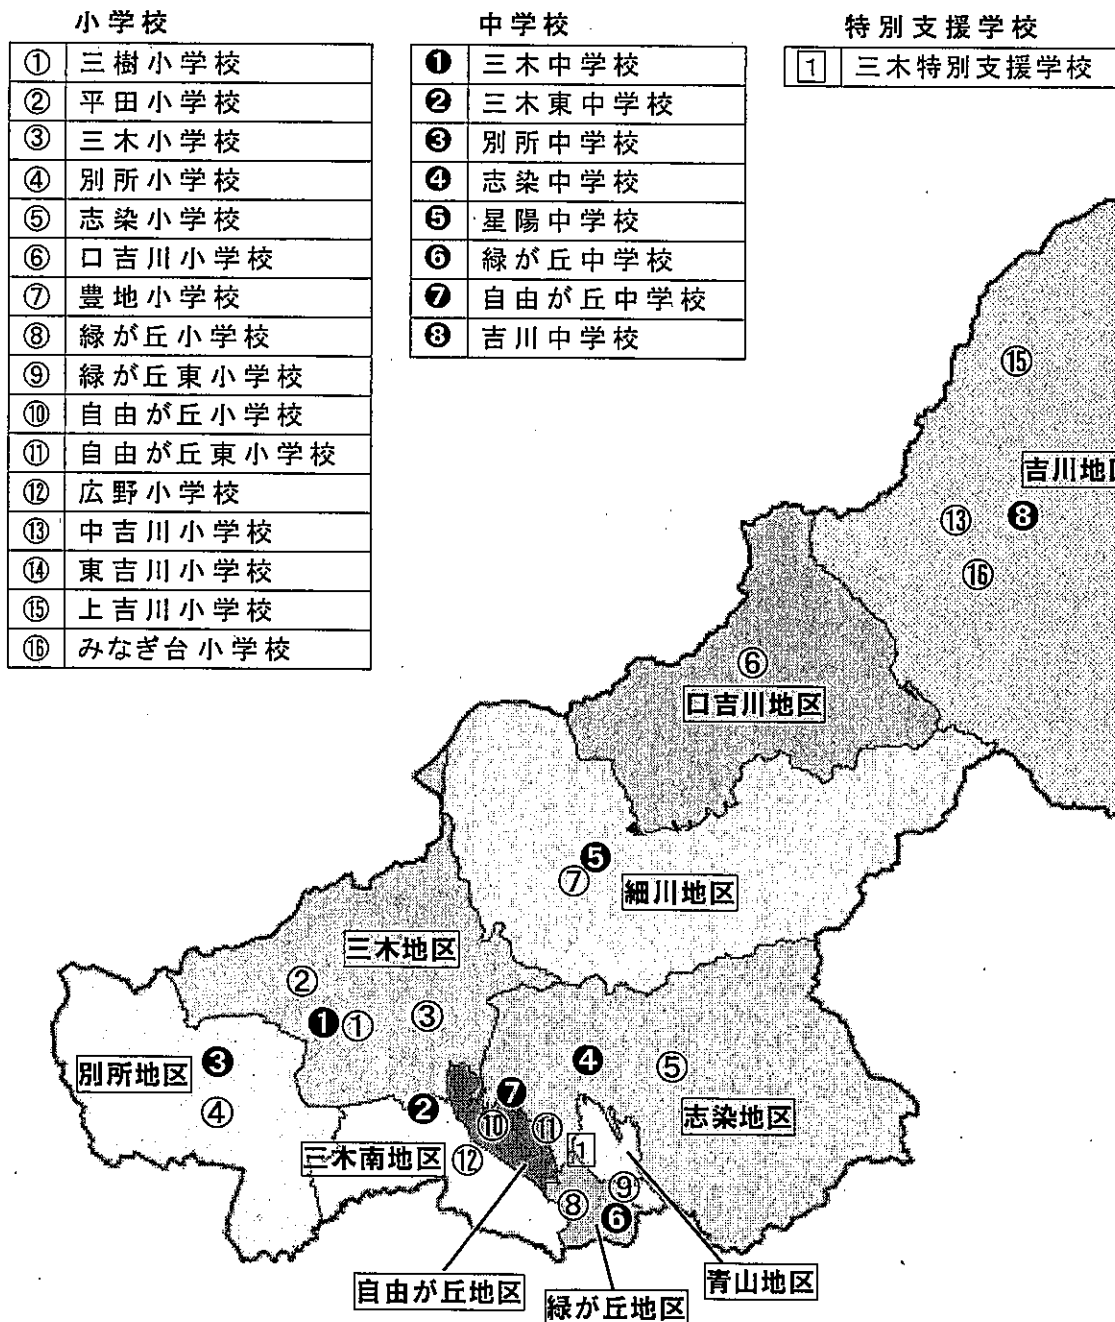 小学校
① 三樹小学校
② 平田小学校
③ 三木小学校
④ 別所小学校
⑤ 志染小学校
⑥ 口吉川小学校
⑦ 豊地小学校
⑧ 緑が丘小学校
⑨ 緑が丘東小学校
⑩ 自由が丘小学校
⑪ 自由が丘東小学校
⑫ 広野小学校
⑬ 中吉川小学校
⑭ 東吉川小学校
⑮ 上吉川小学校
⑯ みなぎ台小学校
中学校
❶ 三木中学校
❷ 三木東中学校
❸ 別所中学校
❹ 志染中学校
❺ 星陽中学校
❻ 緑が丘中学校
❼ 自由が丘中学校
❽ 吉川中学校
特別支援学校
1 三木特別支援学校
⑮
吉川地
⑬ ❽
⑯
⑥
口吉川地区
❺
⑦ 細川地区
三木地区
②
❶ ① ③
❸
別所地区
④
❹ ⑤
❷ ❼
⑩ ⑪
志染地区
三木南地区 ⑫
1
⑨
⑧ ❻
自由が丘地区
緑が丘地区
青山地区